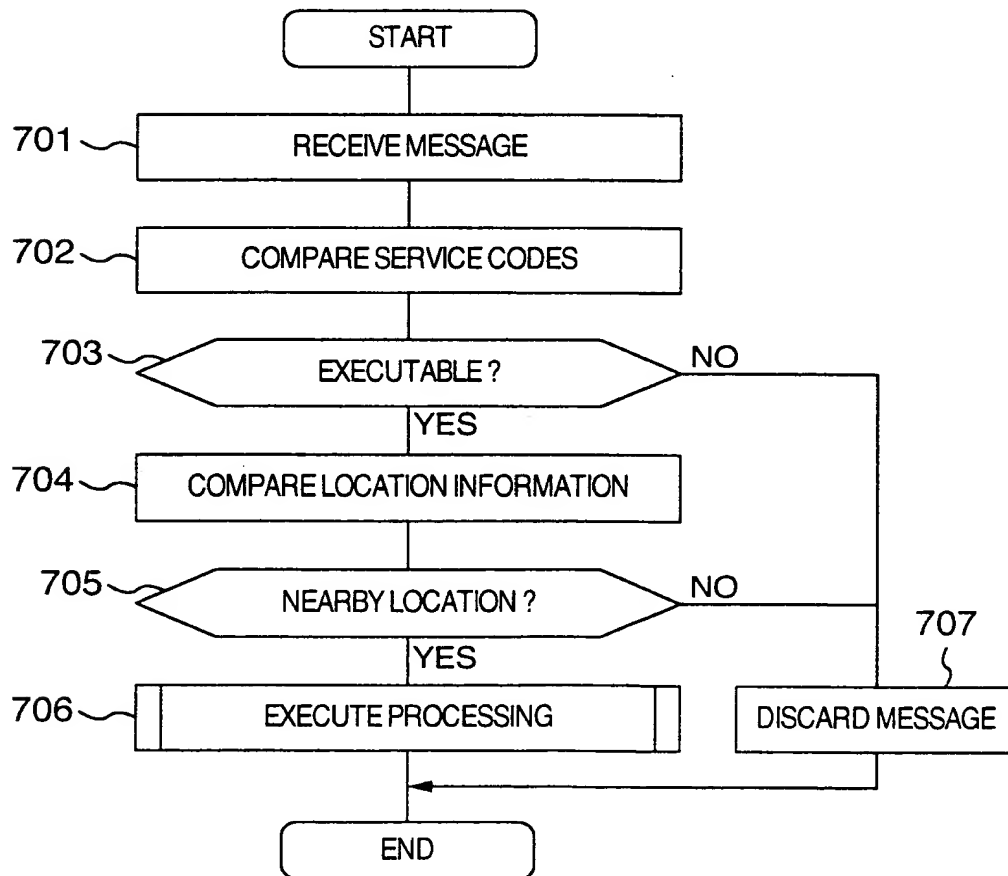 START
701
RECEIVE MESSAGE
702
COMPARE SERVICE CODES
703
EXECUTABLE ?
NO
YES
704
COMPARE LOCATION INFORMATION
705
NEARBY LOCATION ?
NO
YES
707
706
EXECUTE PROCESSING
DISCARD MESSAGE
END